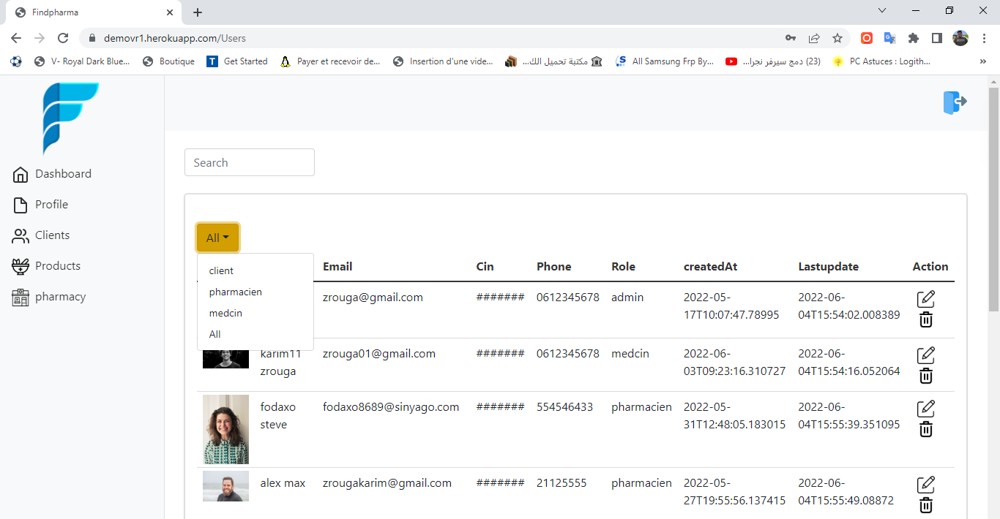 Findpharma
demovr1.herokuapp.com/Users
V- Royal Dark Blue...
Boutique
T Get Started
Payer et recevoir de...
Insertion d'une vide...
مكتبة تحميل الك...
All Samsung Frp By...
(23) دمج سيرفر نجرا...
PC Astuces : Logith...
»
Dashboard
Profile
Clients
Products
pharmacy
Search
All
client
pharmacien
medcin
All
Email Cin Phone Role createdAt Lastupdate Action
zrouga@gmail.com ####### 0612345678 admin 2022-05- 2022-06-
17T10:07:47.78995 04T15:54:02.008389
karim11 zrouga01@gmail.com ####### 0612345678 medcin 2022-06- 2022-06-
zrouga 03T09:23:16.310727 04T15:54:16.052064
fodaxo fodaxo8689@sinyago.com ####### 554546433 pharmacien 2022-05- 2022-06-
steve 31T12:48:05.183015 04T15:55:39.351095
alex max zrougakarim@gmail.com ####### 21125555 pharmacien 2022-05- 2022-06-
27T19:55:56.137415 04T15:55:49.08872